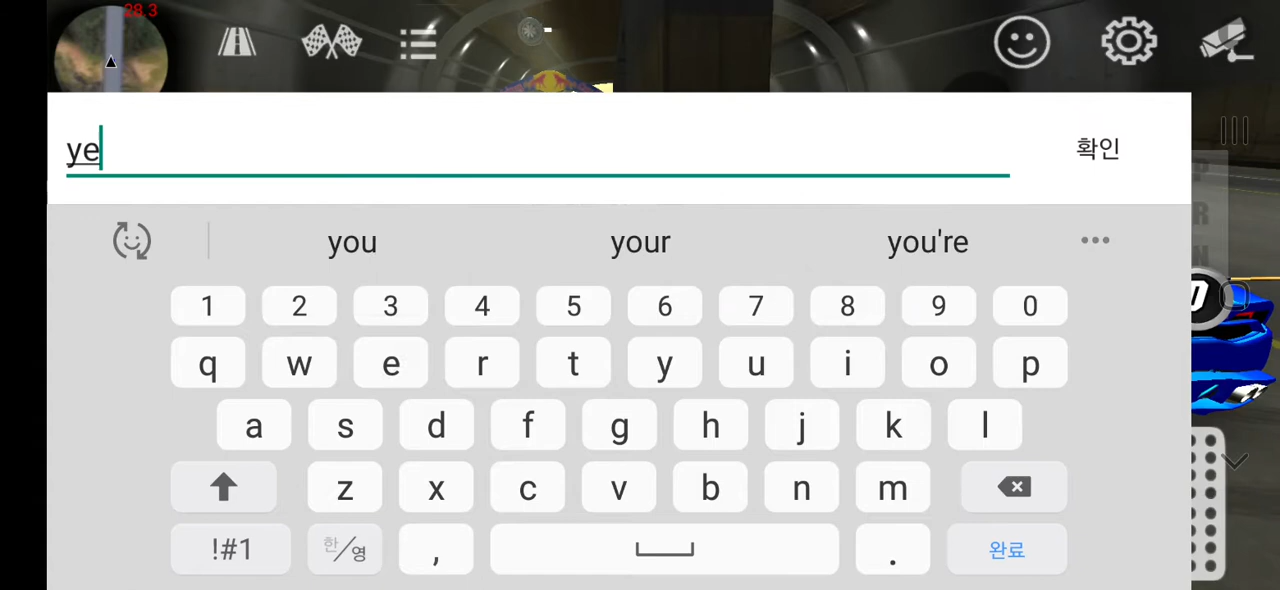 28.3
ye
확인
you your you're
1 2 3 4 5 6 7 8 9 0
q w e r t y u i o p
a s d f g h j k l
z x c v b n m
!#1 한/영 , . 완료
P
R
N